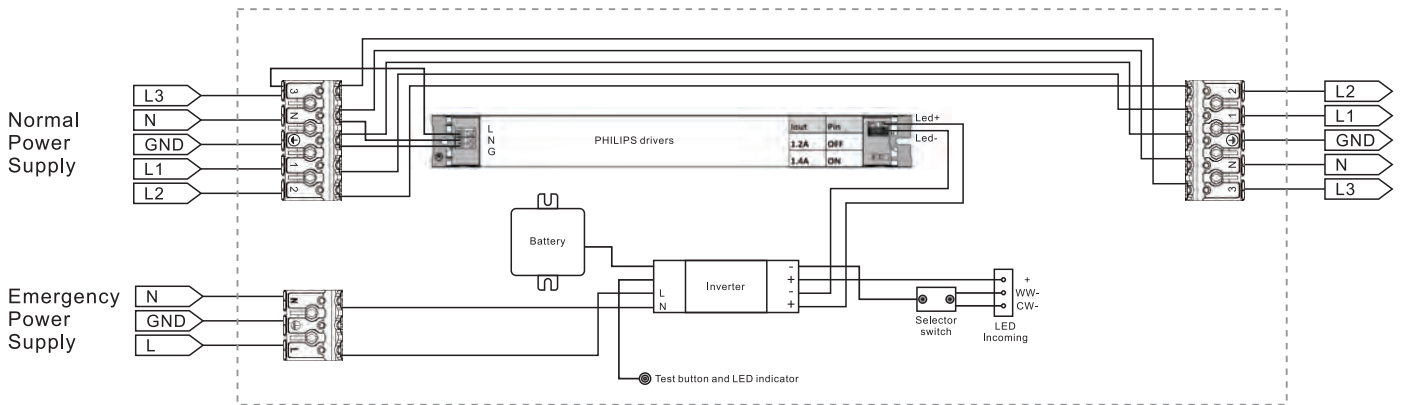 Normal
Power
Supply
L3
N
GND
L1
L2
3
N
1
2
L
N
G
PHILIPS drivers
Iout Pin
1.2A OFF
1.4A ON
Led+
Led-
2
1
N
3
L2
L1
GND
N
L3
Battery
Emergency
Power
Supply
N
GND
L
N
L
L
N
Inverter
-
+
-
+
Selector
switch
+
WW-
CW-
LED
Incoming
Test button and LED indicator